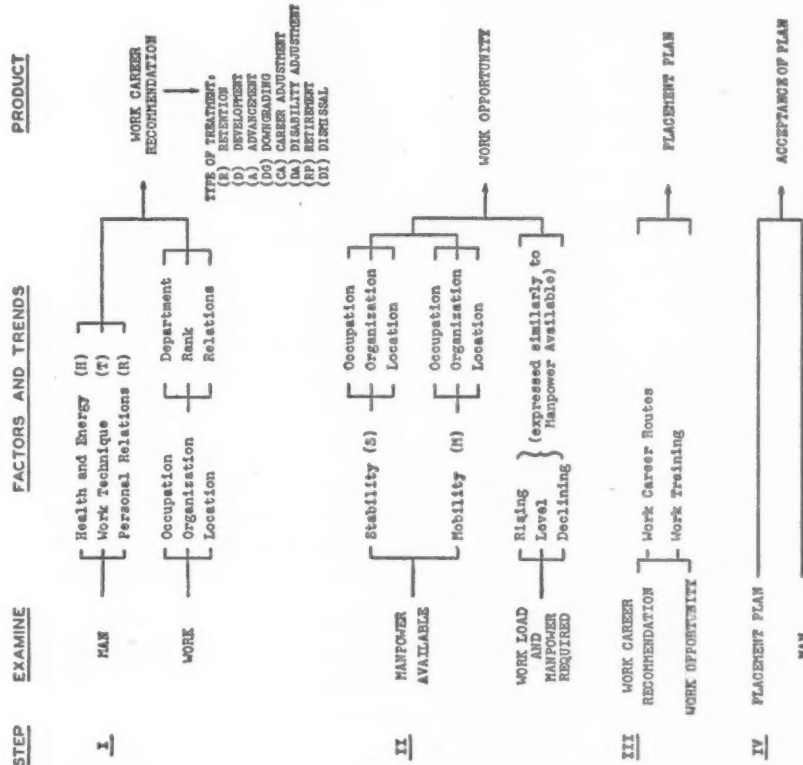 STEP EXAMINE FACTORS AND TRENDS PRODUCT
I MAN Health and Energy (H)
Work Technique (T)
Personal Relations (R)
WORK CAREER
RECOMMENDATION
WORK Occupation Department
Organization Rank
Location Relations
TYPE OF TREATMENT:
(R) RETENTION
(D) DEVELOPMENT
(A) ADVANCEMENT
(DG) DOWNGRADING
(CA) CAREER ADJUSTMENT
(DA) DISABILITY ADJUSTMENT
(RP) RETIREMENT
(DI) DISMISSAL
II MANPOWER
AVAILABLE
Stability (S) Occupation
Organization
Location
Mobility (M) Occupation
Organization
Location
WORK OPPORTUNITY
WORK LOAD
AND
MANPOWER
REQUIRED
Rising
Level
Declining
(expressed similarly to
Manpower Available)
III WORK CAREER
RECOMMENDATION
Work Career Routes
Work Training
WORK OPPORTUNITY
PLACEMENT PLAN
IV PLACEMENT PLAN
ACCEPTANCE OF PLAN
MAN